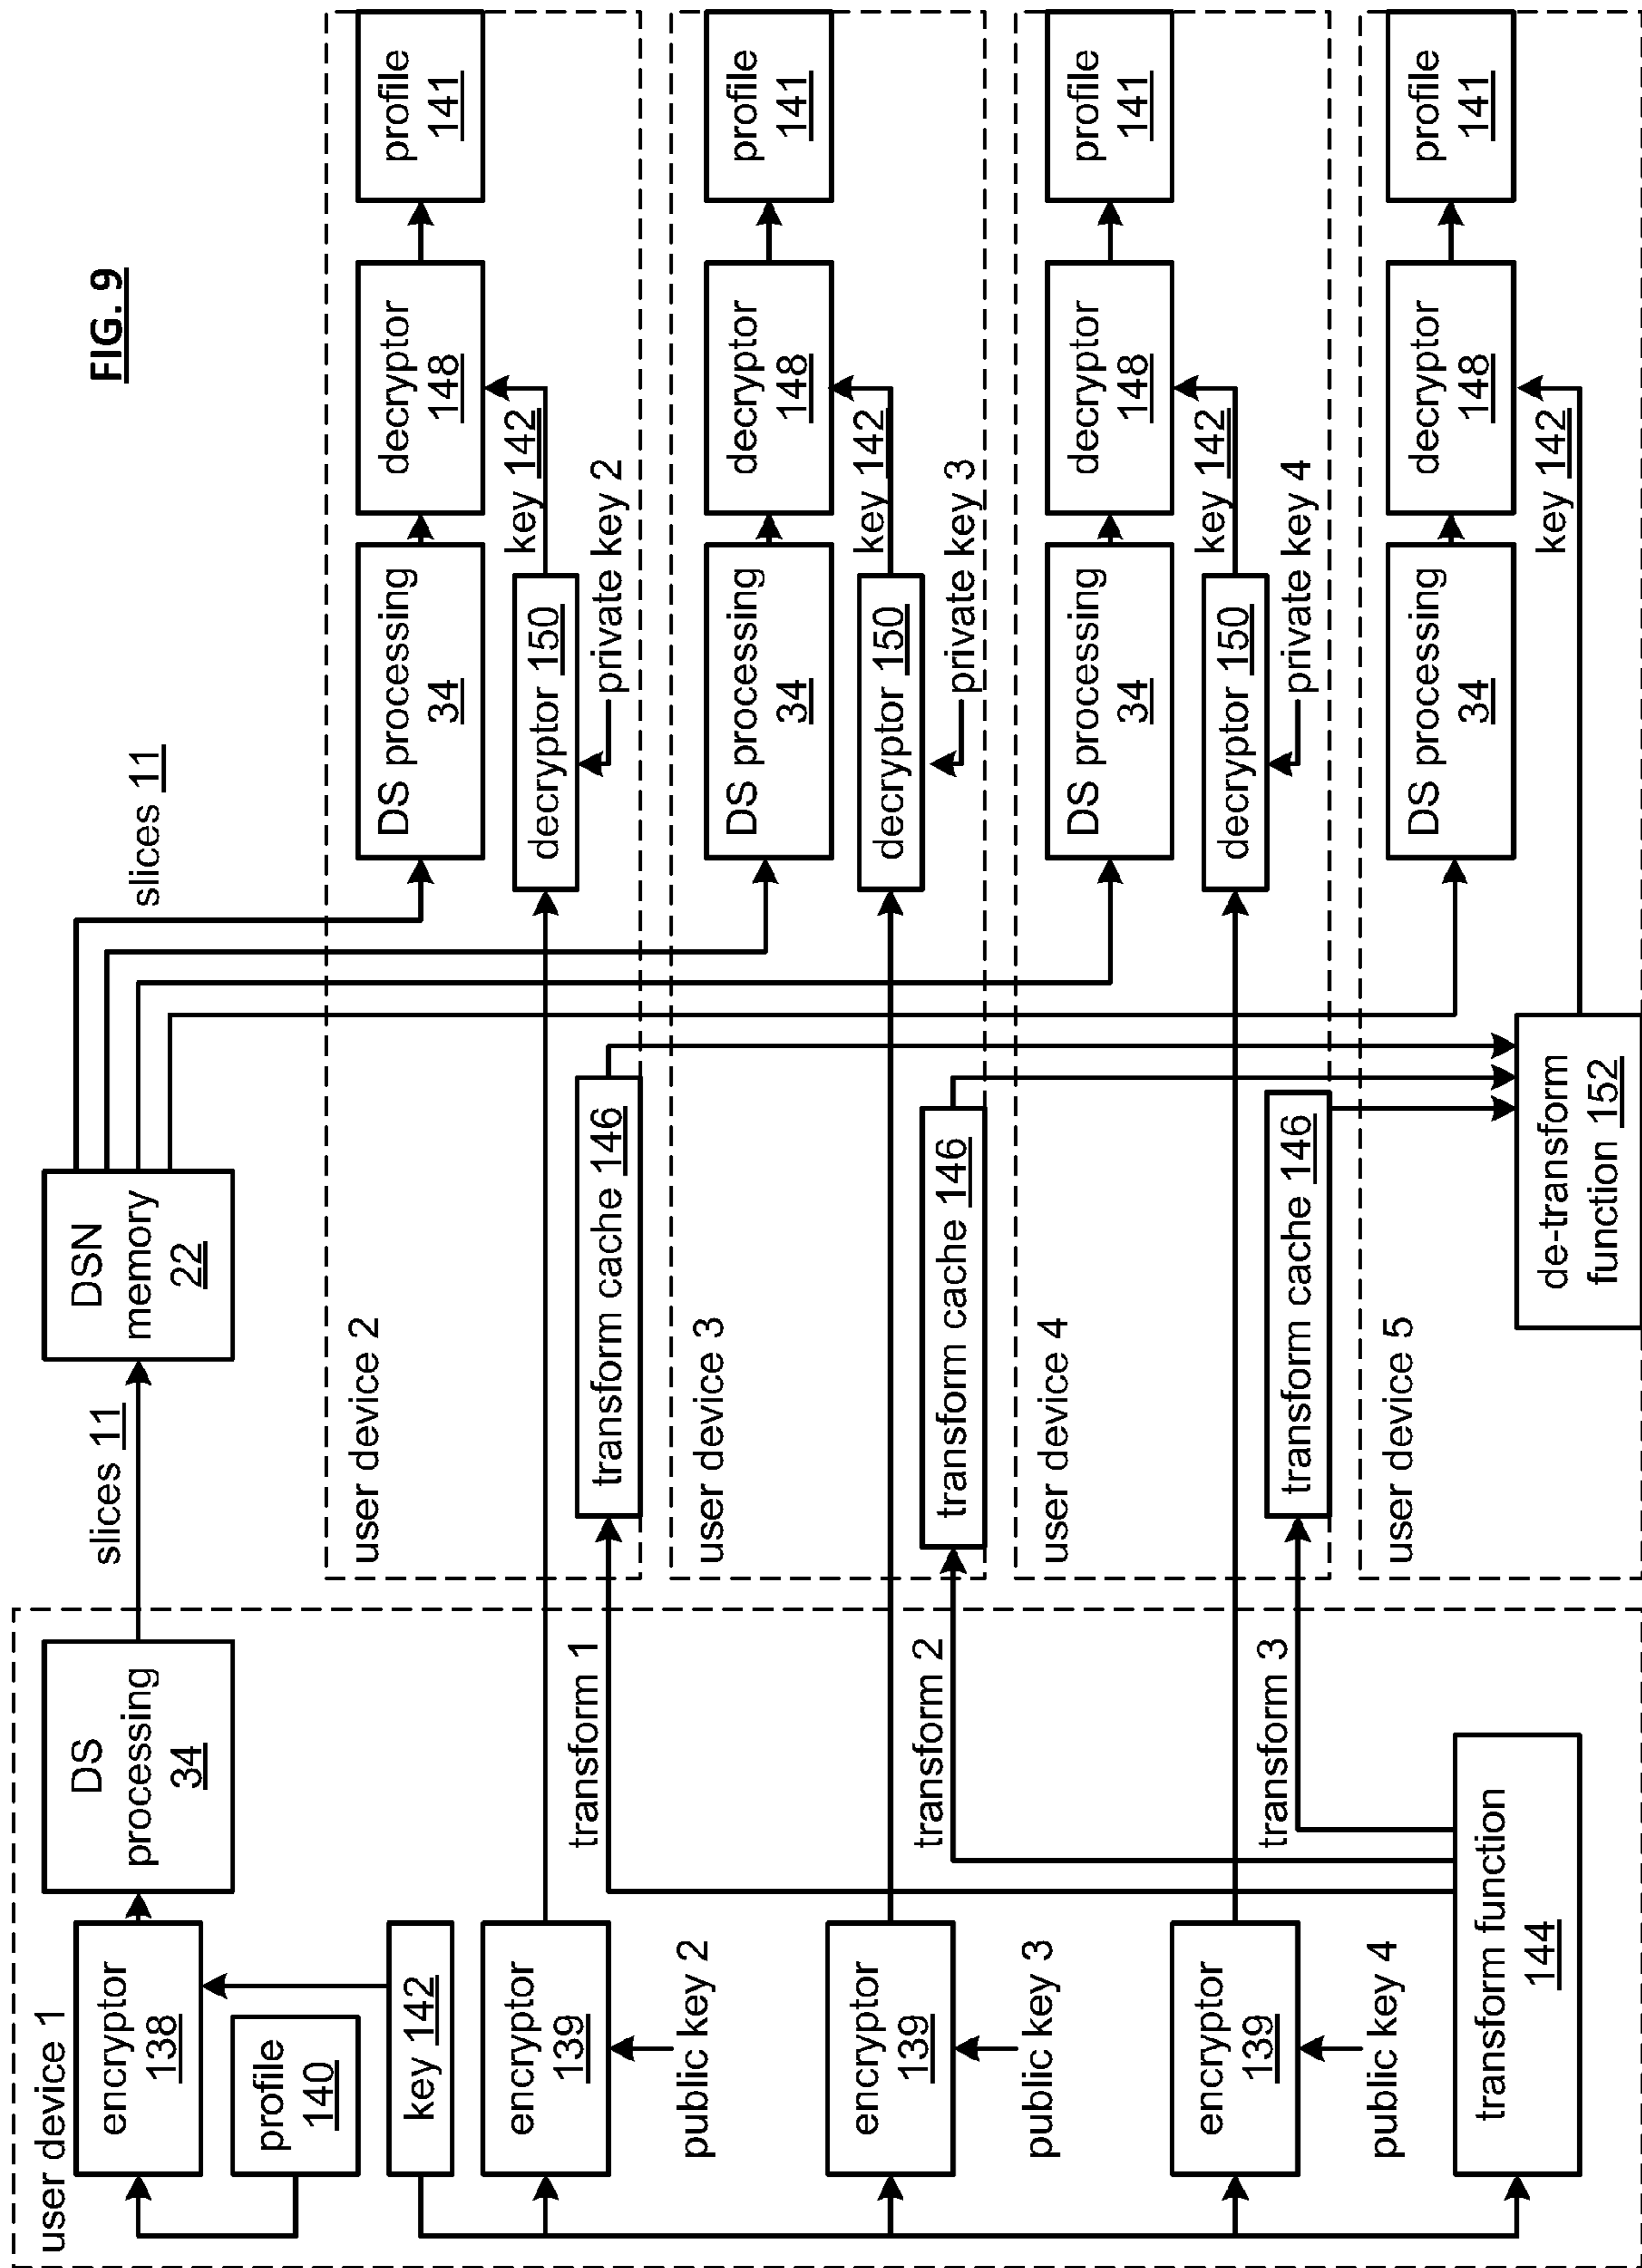 FIG. 9
user device 1
encryptor
138
profile
140
key 142
DS
processing
34
slices 11
DSN
memory
22
slices 11
encryptor
139
public key 2
encryptor
139
public key 3
encryptor
139
public key 4
transform function
144
transform 1
transform 2
transform 3
user device 2
transform cache 146
DS processing
34
decryptor 150
private key 2
key 142
decryptor
148
profile
141
user device 3
transform cache 146
DS processing
34
decryptor 150
private key 3
key 142
decryptor
148
profile
141
user device 4
transform cache 146
DS processing
34
decryptor 150
private key 4
key 142
decryptor
148
profile
141
user device 5
de-transform
function 152
DS processing
34
key 142
decryptor
148
profile
141